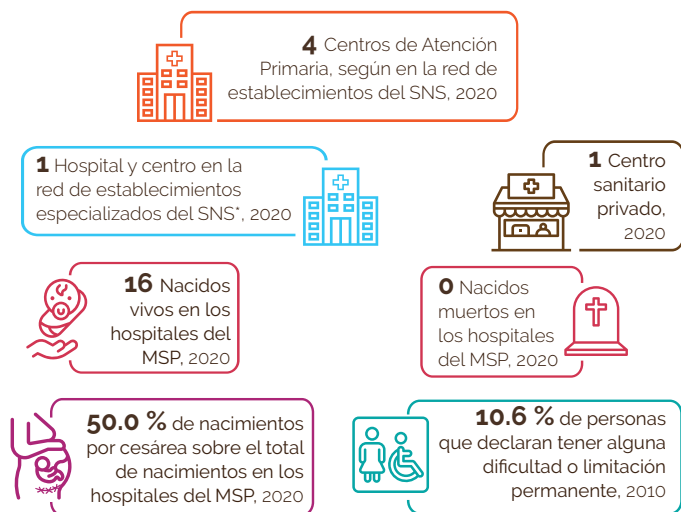 4 Centros de Atención
Primaria, según en la red de
establecimientos del SNS, 2020
1 Hospital y centro en la
red de establecimientos
especializados del SNS*, 2020
1 Centro
sanitario
privado,
2020
16 Nacidos
vivos en los
hospitales del
MSP, 2020
0 Nacidos
muertos en
los hospitales
del MSP, 2020
50.0 % de nacimientos
por cesárea sobre el total
de nacimientos en los
hospitales del MSP, 2020
10.6 % de personas
que declaran tener alguna
dificultad o limitación
permanente, 2010